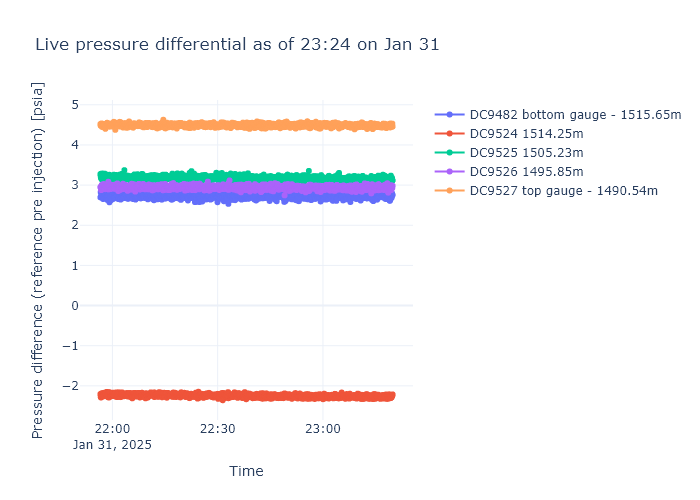 Live pressure differential as of 23:24 on Jan 31
Pressure difference (reference pre injection) [psia]
5
4
3
2
1
0
−1
−2
22:00
22:30
23:00
Jan 31, 2025
Time
DC9482 bottom gauge - 1515.65m
DC9524 1514.25m
DC9525 1505.23m
DC9526 1495.85m
DC9527 top gauge - 1490.54m